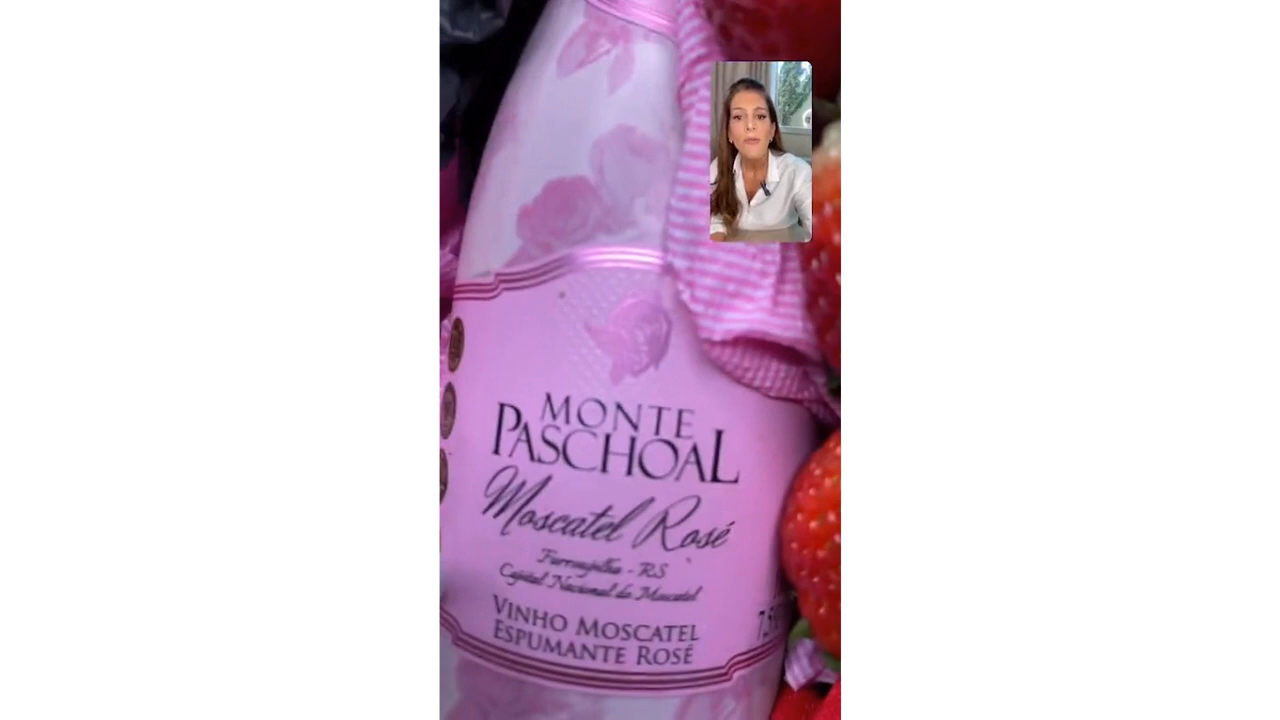 MONTE
PASCHOAL
Moscatel Rosé
Farroupilha - RS
Capital Nacional do Moscatel
VINHO MOSCATEL
ESPUMANTE ROSÉ